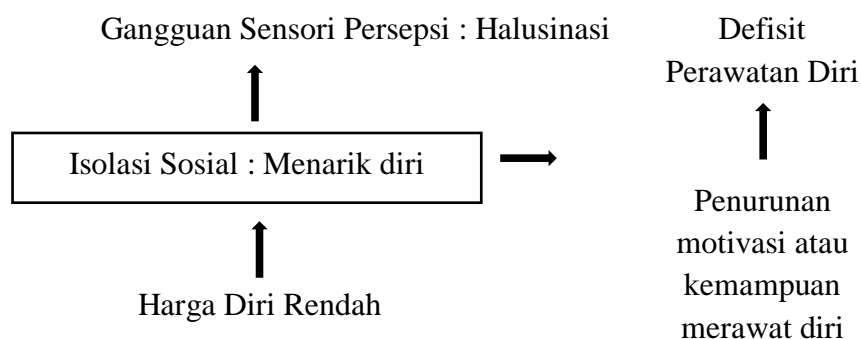 Gangguan Sensori Persepsi : Halusinasi
Defisit
Perawatan Diri
Isolasi Sosial : Menarik diri
Penurunan
motivasi atau
kemampuan
merawat diri
Harga Diri Rendah